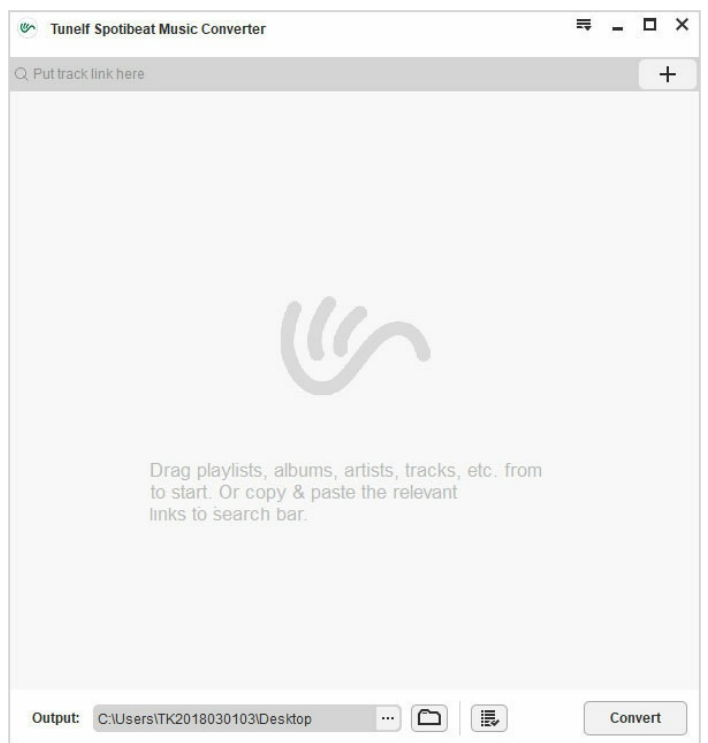 Tunelf Spotibeat Music Converter
Put track link here
Drag playlists, albums, artists, tracks, etc. from
to start. Or copy & paste the relevant
links to search bar.
Output: C:\Users\TK2018030103\Desktop ... Convert